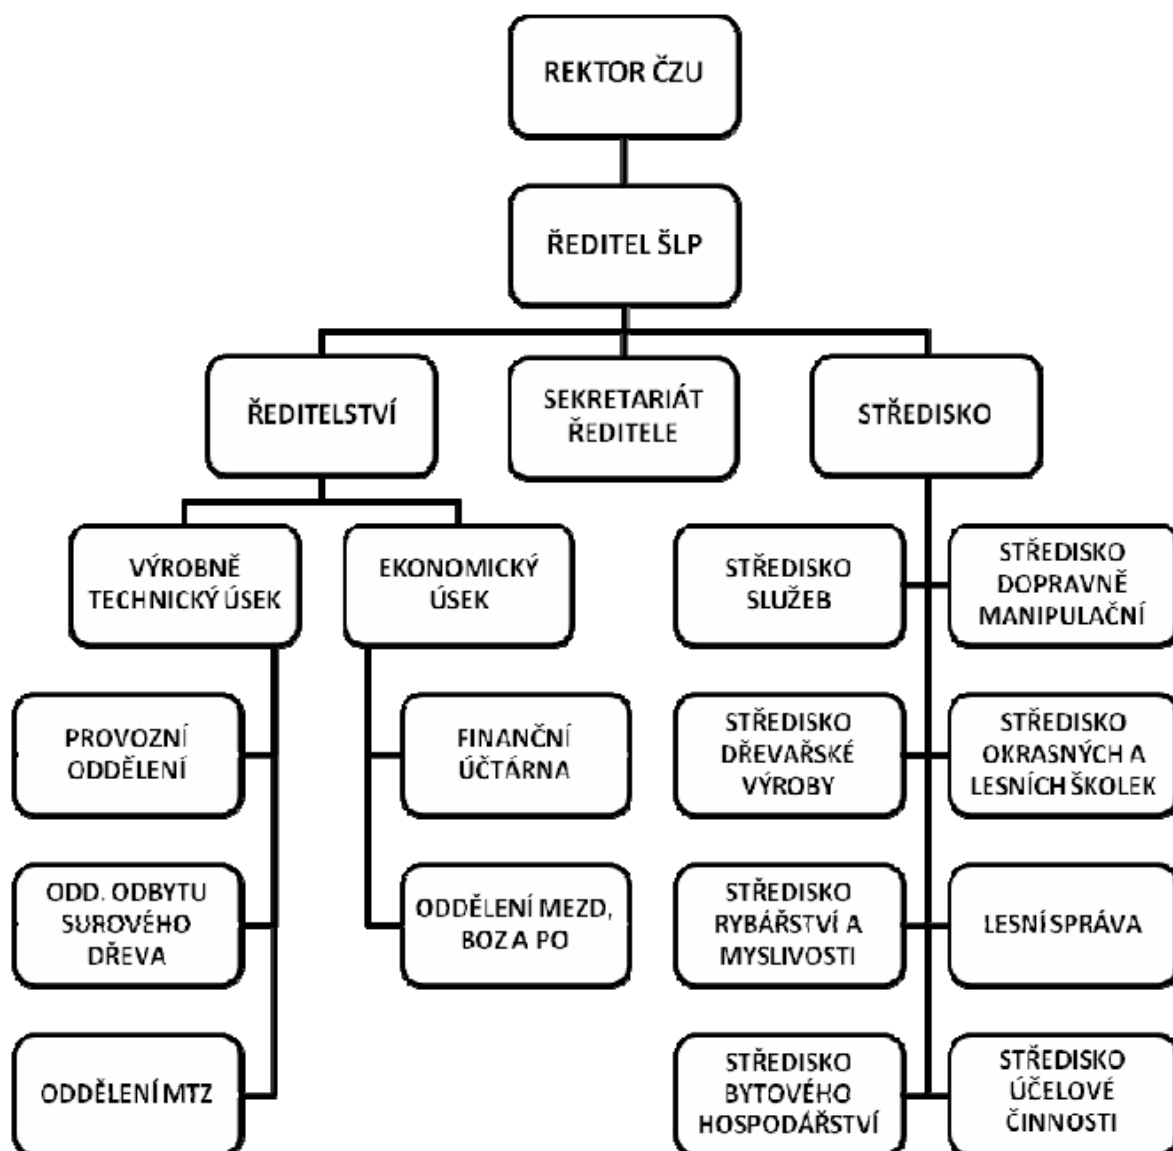 REKTOR ČZU
ŘEDITEL ŠLP
ŘEDITELSTVÍ
SEKRETARIÁT
ŘEDITELE
STŘEDISKO
VÝROBNĚ
TECHNICKÝ ÚSEK
EKONOMICKÝ
ÚSEK
STŘEDISKO
SLUŽEB
STŘEDISKO
DOPRAVNĚ
MANIPULAČNÍ
PROVOZNÍ
ODDĚLENÍ
FINANČNÍ
ÚČTÁRNA
STŘEDISKO
DŘEVAŘSKÉ
VÝROBY
STŘEDISKO
OKRASNÝCH A
LESNÍCH ŠKOLEK
ODD. ODBYTU
SUROVÉHO
DŘEVA
ODDĚLENÍ MEZD,
BOZ A PO
STŘEDISKO
RYBÁŘSTVÍ A
MYSLIVOSTI
LESNÍ SPRÁVA
ODDĚLENÍ MTZ
STŘEDISKO
BYTOVÉHO
HOSPODÁŘSTVÍ
STŘEDISKO
ÚČELOVÉ
ČINNOSTI